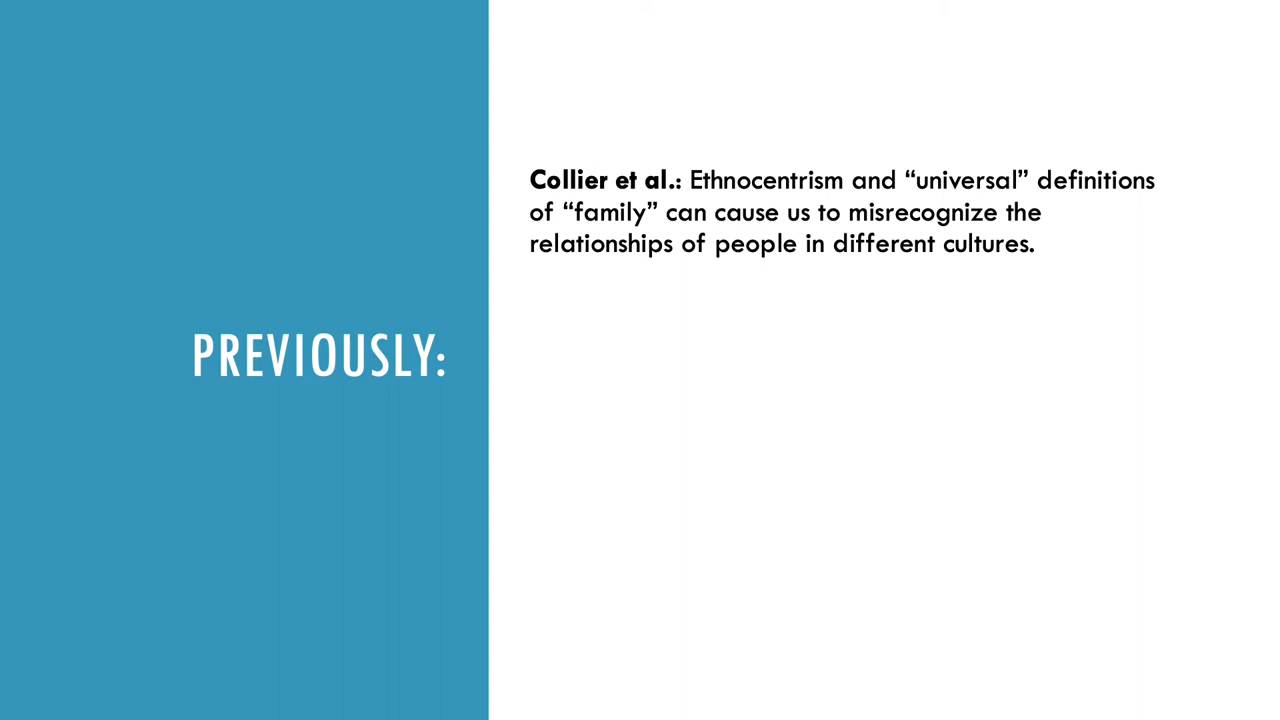 Collier et al.: Ethnocentrism and “universal” definitions
of “family” can cause us to misrecognize the
relationships of people in different cultures.
PREVIOUSLY: